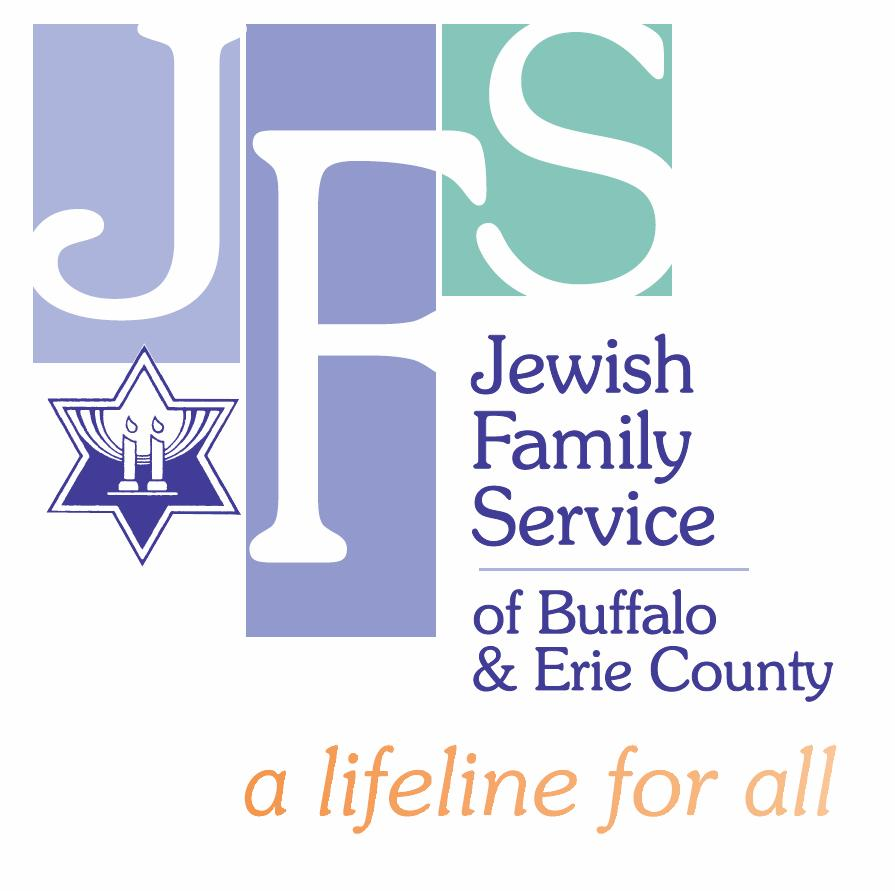 JFS
Jewish
Family
Service
of Buffalo
& Erie County
a lifeline for all